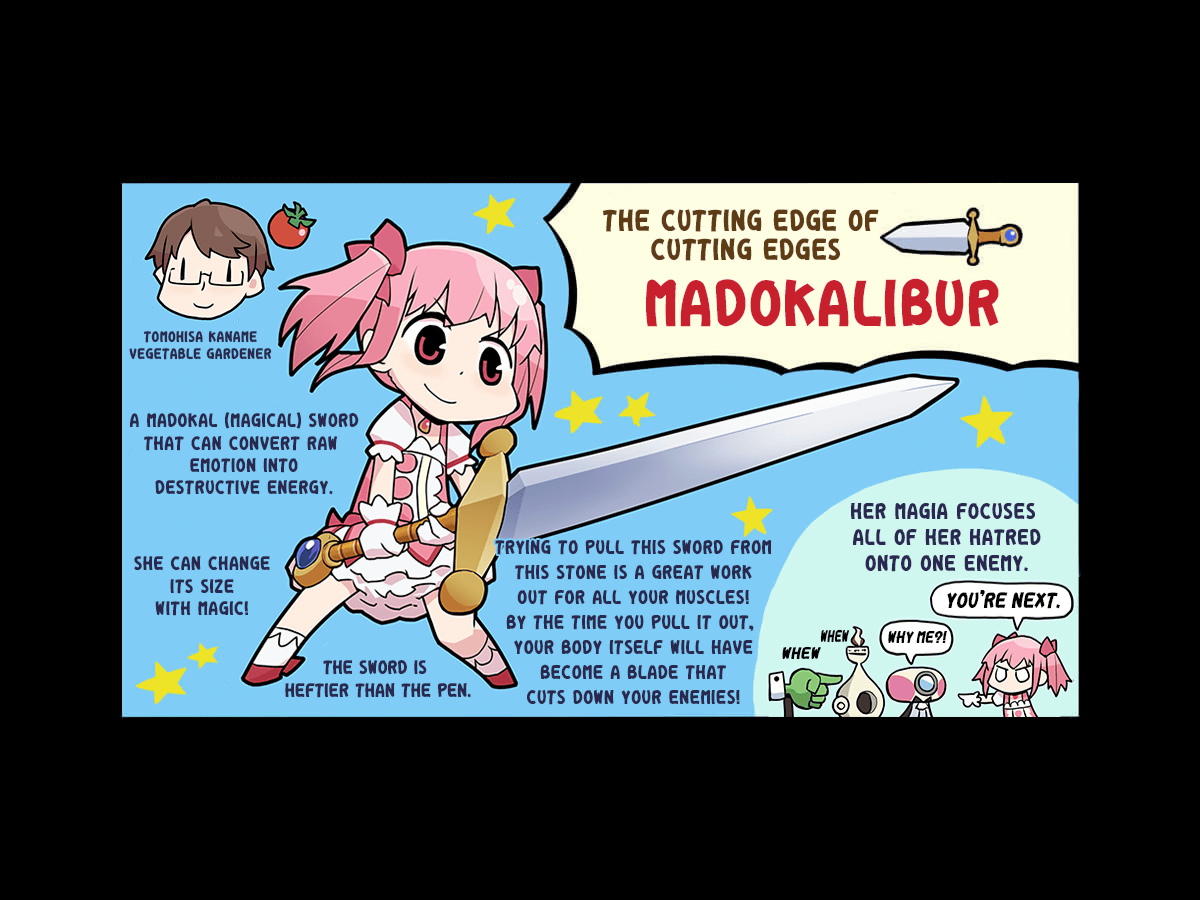 THE CUTTING EDGE OF
CUTTING EDGES
MADOKALIBUR
TOMOHISA KANAME
VEGETABLE GARDENER
A MADOKAL (MAGICAL) SWORD
THAT CAN CONVERT RAW
EMOTION INTO
DESTRUCTIVE ENERGY.
SHE CAN CHANGE
ITS SIZE
WITH MAGIC!
THE SWORD IS
HEFTIER THAN THE PEN.
TRYING TO PULL THIS SWORD FROM
THIS STONE IS A GREAT WORK
OUT FOR ALL YOUR MUSCLES!
BY THE TIME YOU PULL IT OUT,
YOUR BODY ITSELF WILL HAVE
BECOME A BLADE THAT
CUTS DOWN YOUR ENEMIES!
HER MAGIA FOCUSES
ALL OF HER HATRED
ONTO ONE ENEMY.
YOU'RE NEXT.
WHEW
WHEW
WHY ME?!